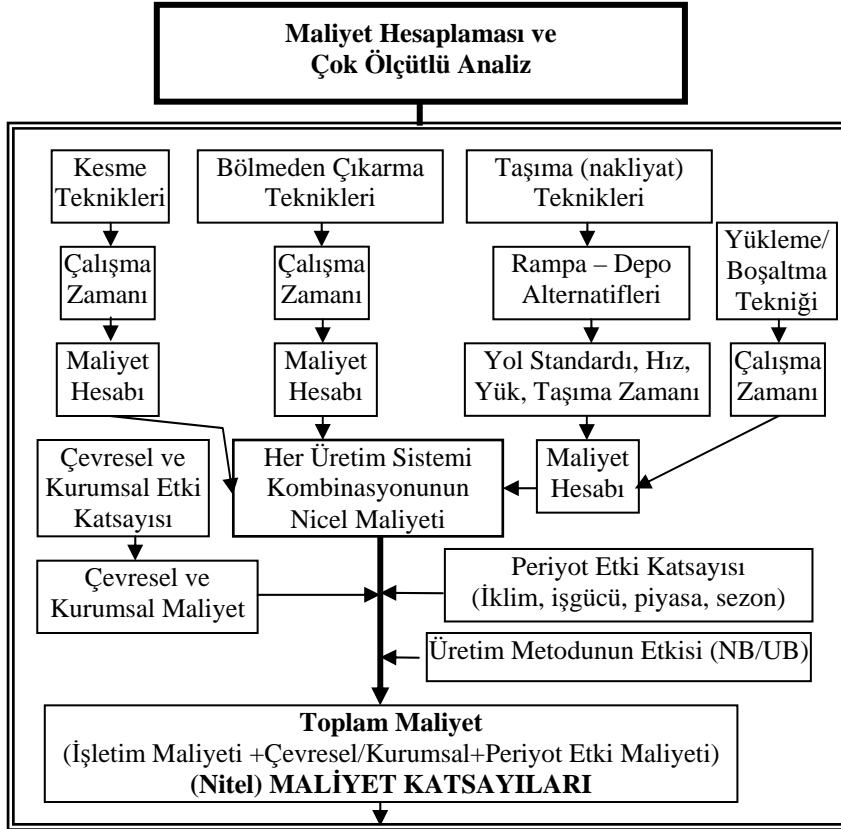 Maliyet Hesaplaması ve
Çok Ölçütlü Analiz
Kesme
Teknikleri
Bölmeden Çıkarma
Teknikleri
Taşıma (nakliyat)
Teknikleri
Yükleme/
Boşaltma
Tekniği
Çalışma
Zamanı
Çalışma
Zamanı
Rampa – Depo
Alternatifleri
Maliyet
Hesabı
Maliyet
Hesabı
Yol Standardı, Hız,
Yük, Taşıma Zamanı
Çalışma
Zamanı
Çevresel ve
Kurumsal Etki
Katsayısı
Her Üretim Sistemi
Kombinasyonunun
Nicel Maliyeti
Maliyet
Hesabı
Çevresel ve
Kurumsal Maliyet
Periyot Etki Katsayısı
(İklim, işgücü, piyasa, sezon)
Üretim Metodunun Etkisi (NB/UB)
Toplam Maliyet
(İşletim Maliyeti +Çevresel/Kurumsal+Periyot Etki Maliyeti)
(Nitel) MALİYET KATSAYILARI